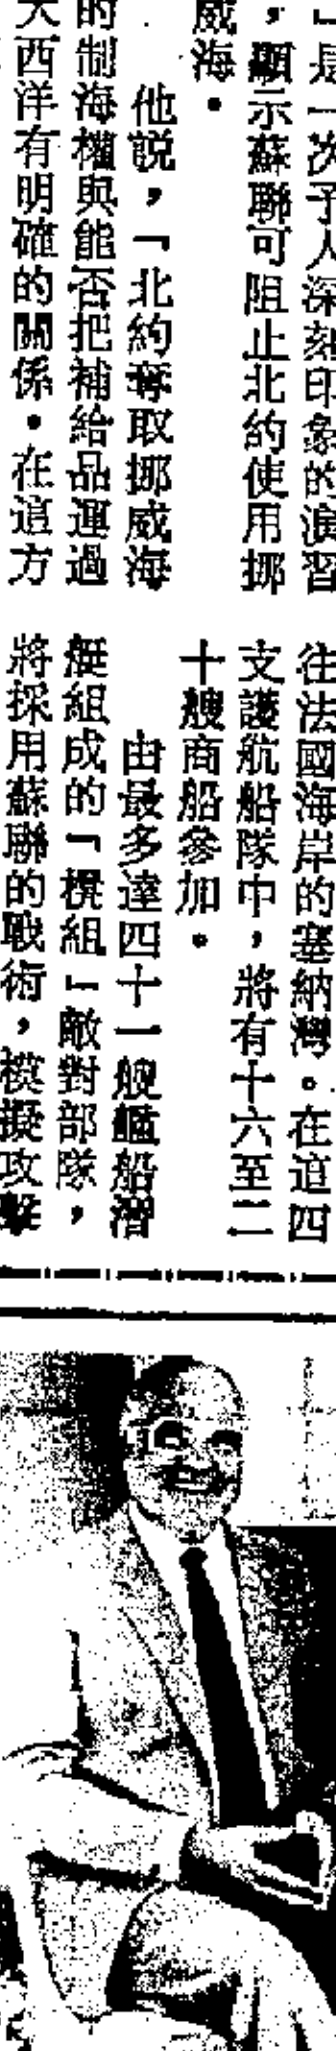 」是一次予人深刻印象的演習
，顯示蘇聯可阻止北約使用挪
威海。
他說，「北約奪取挪威海
的制海權與能否把補給品運過
大西洋有明確的關係。在這方
往法國海岸的塞納灣。在這四
支護航船隊中，將有十六至二
十艘商船參加。
由最多達四十一艘艦船潛
艇組成的「橙組」敵對部隊，
將採用蘇聯的戰術，模擬攻擊